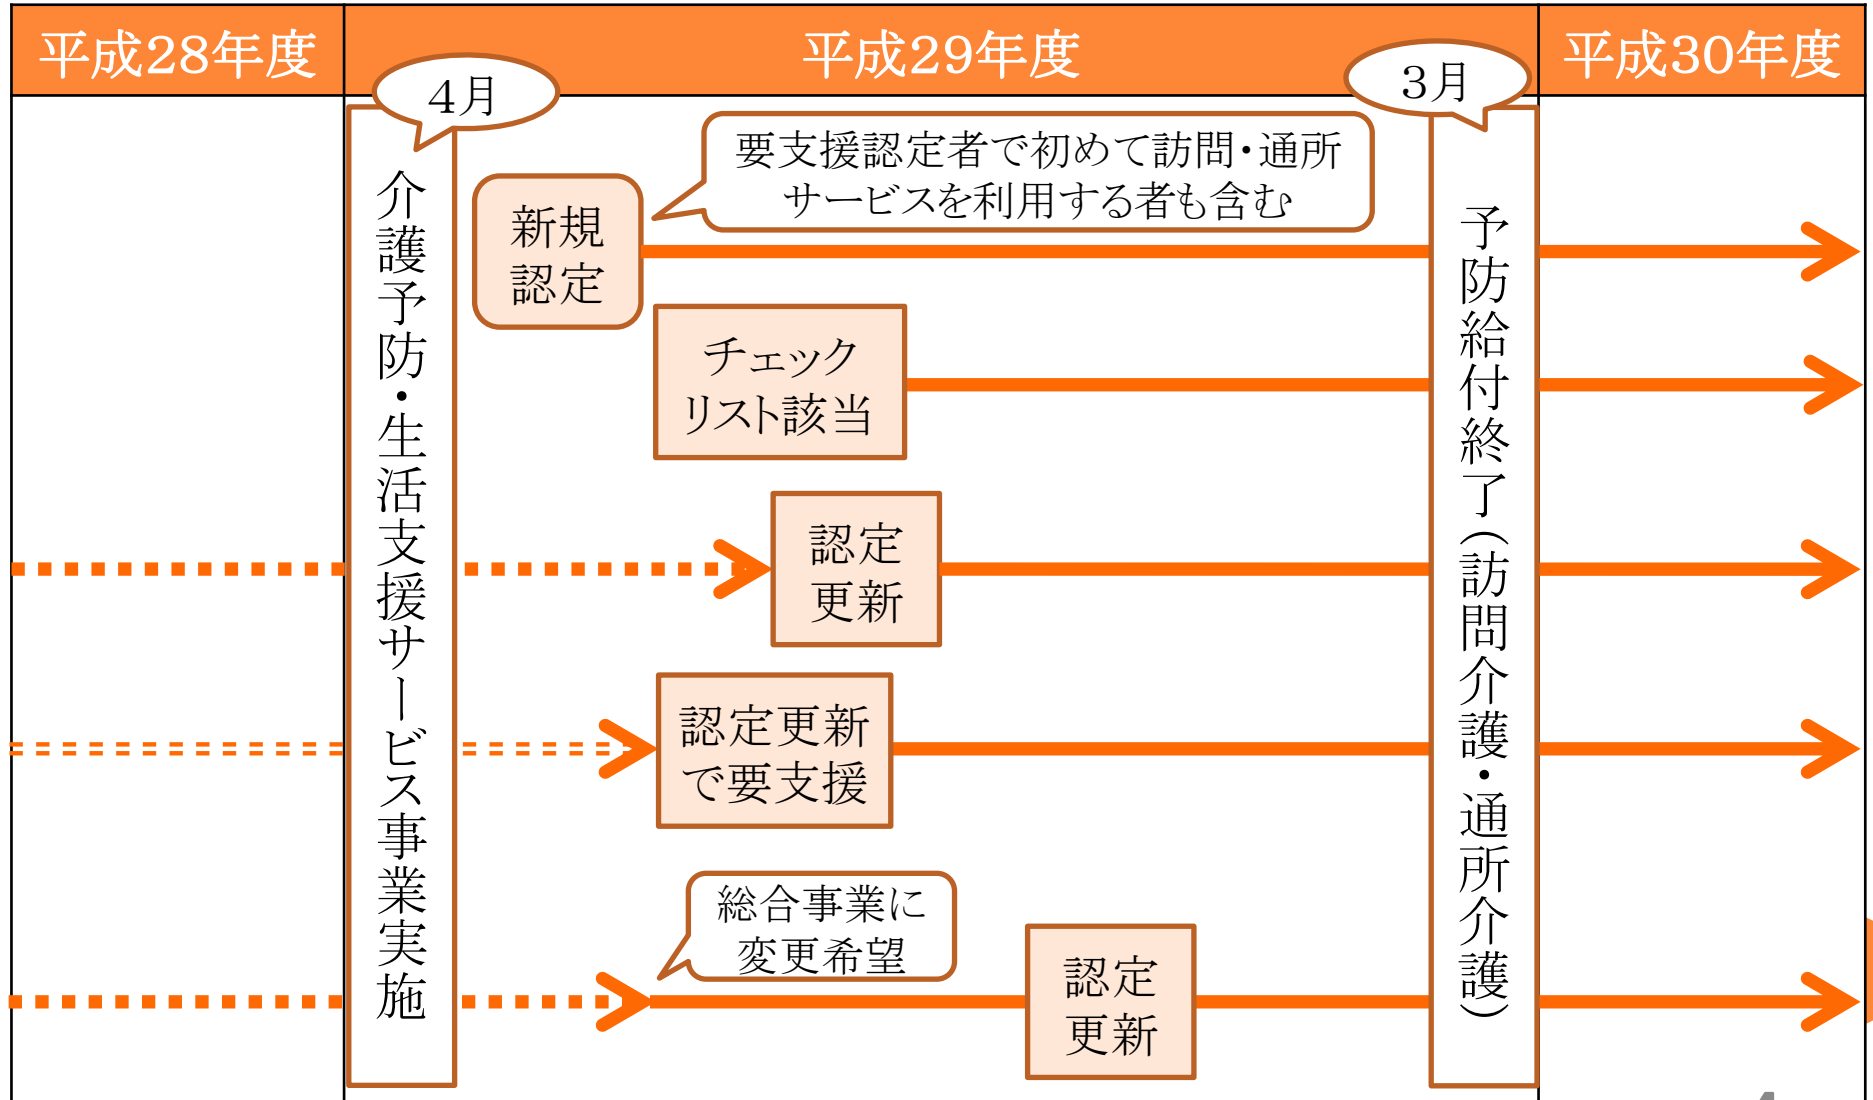 平成28年度
平成29年度
平成30年度
4月
3月
介護予防・生活支援サービス事業実施
要支援認定者で初めて訪問・通所
サービスを利用する者も含む
新規
認定
チェック
リスト該当
認定
更新
認定更新
で要支援
総合事業に
変更希望
認定
更新
予防給付終了(訪問介護・通所介護)